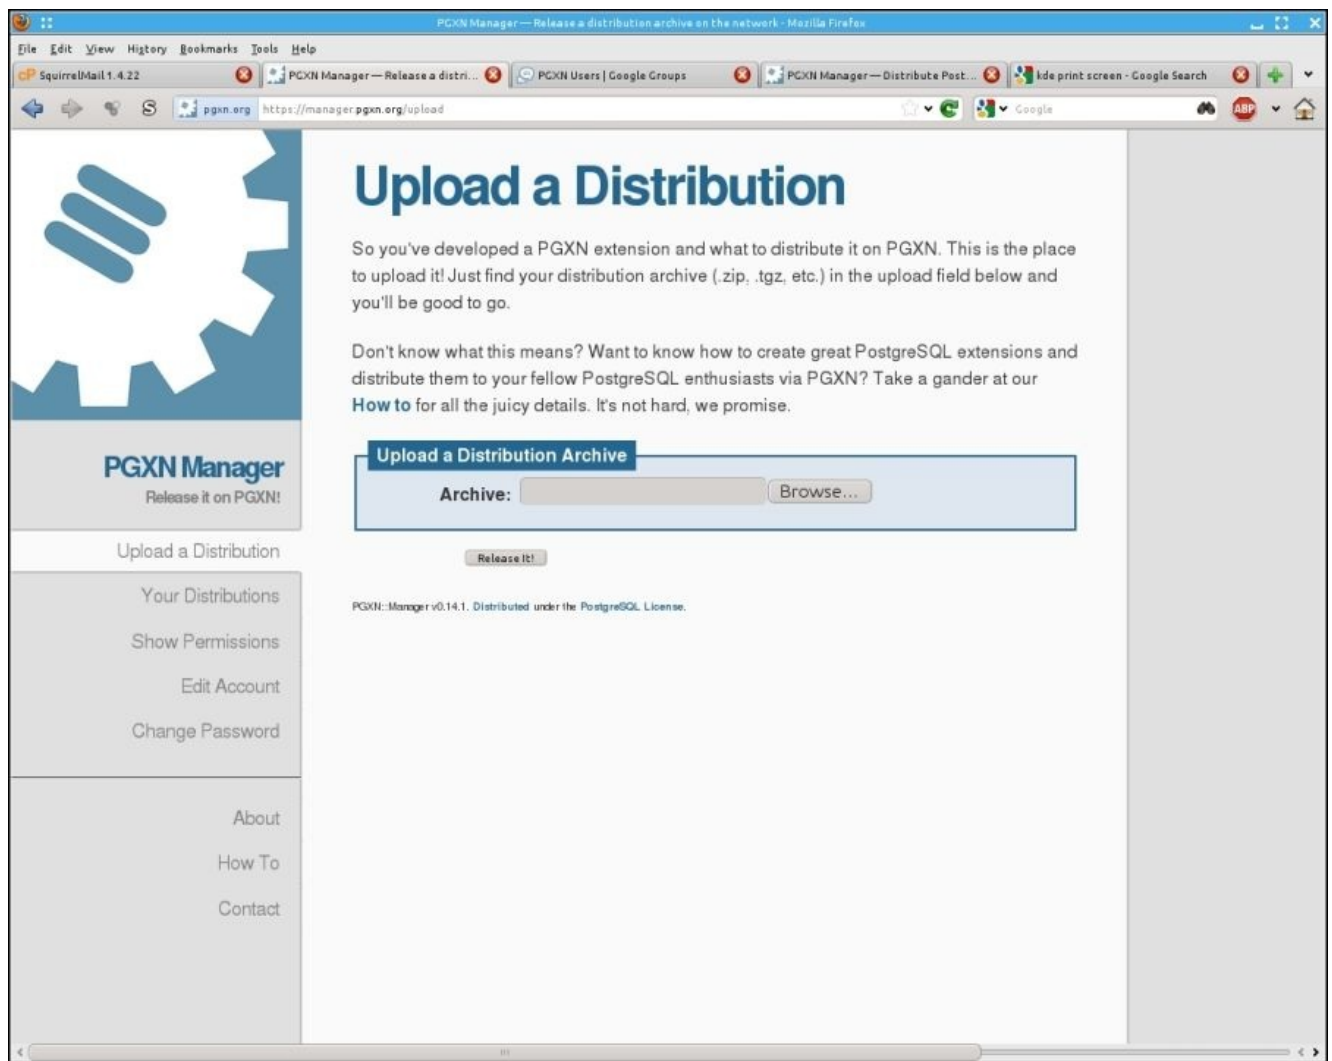 PGXN Manager — Release a distribution archive on the network - Mozilla Firefox
File Edit View History Bookmarks Tools Help
cP SquirrelMail 1.4.22
PGXN Manager — Release a distri...
PGXN Users | Google Groups
PGXN Manager — Distribute Post...
kde print screen - Google Search
S pgxn.org https://manager.pgxn.org/upload Google ABP
Upload a Distribution
So you've developed a PGXN extension and what to distribute it on PGXN. This is the place
to upload it! Just find your distribution archive (.zip, .tgz, etc.) in the upload field below and
you'll be good to go.
Don't know what this means? Want to know how to create great PostgreSQL extensions and
distribute them to your fellow PostgreSQL enthusiasts via PGXN? Take a gander at our
How to for all the juicy details. It's not hard, we promise.
Upload a Distribution Archive
Archive: Browse...
Release It!
PGXN::Manager v0.14.1. Distributed under the PostgreSQL License.
PGXN Manager
Release it on PGXN!
Upload a Distribution
Your Distributions
Show Permissions
Edit Account
Change Password
About
How To
Contact